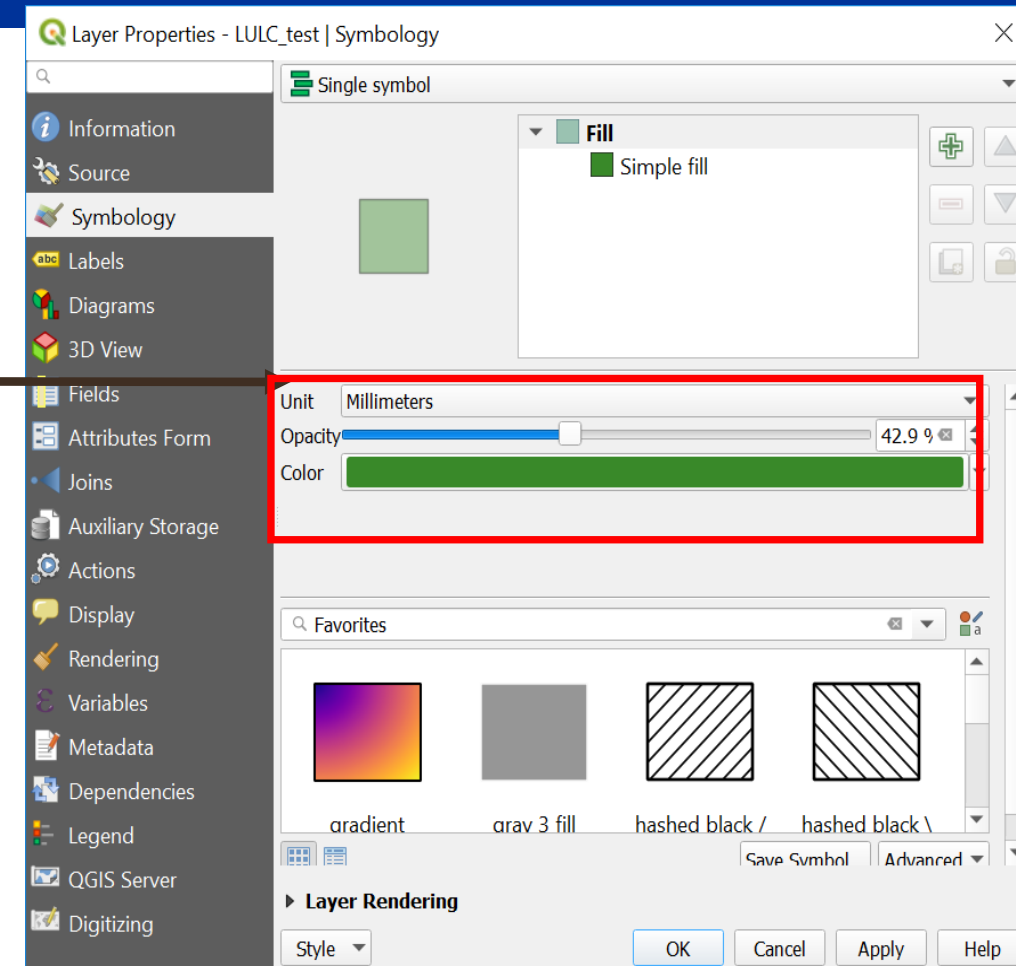 Layer Properties - LULC_test | Symbology
Information
Source
Symbology
abc Labels
Diagrams
3D View
Fields
Attributes Form
Joins
Auxiliary Storage
Actions
Display
Rendering
Variables
Metadata
Dependencies
Legend
QGIS Server
Digitizing
Single symbol
Fill
Simple fill
Unit Millimeters
Opacity 42.9 %
Color
Favorites
a
gradient gray 3 fill hashed black / hashed black \
Save Symbol Advanced
Layer Rendering
Style OK Cancel Apply Help